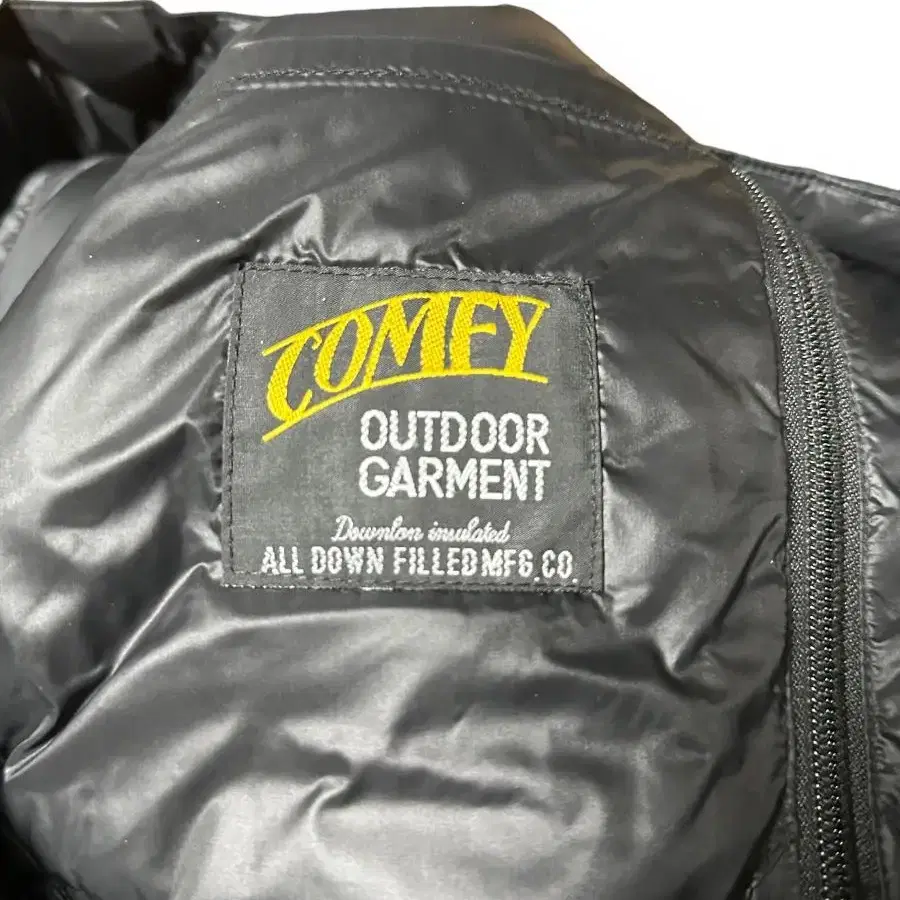 COMFY
OUTDOOR
GARMENT
Downlon insulated
ALL DOWN FILLED MFG. CO.